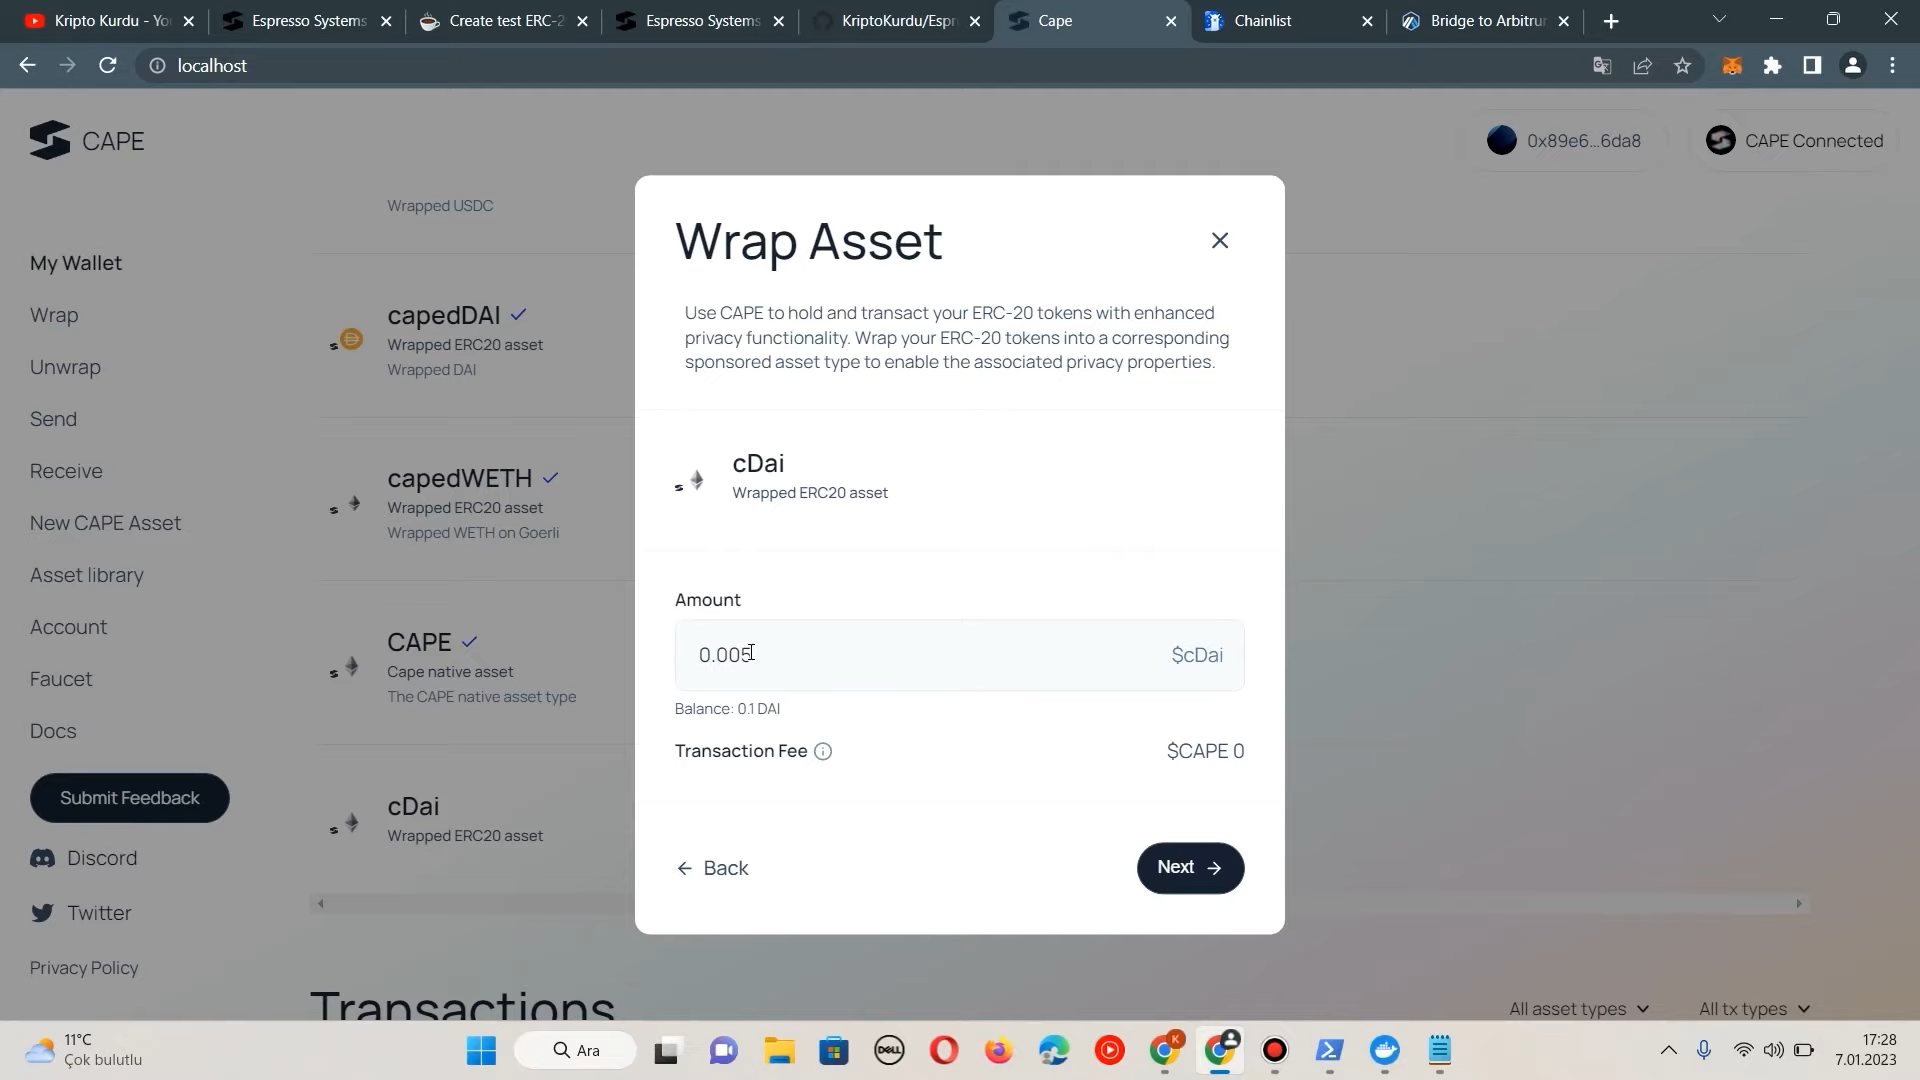 Kripto Kurdu - Yo
Espresso Systems
Create test ERC-2
Espresso Systems
KriptoKurdu/Espr
Cape
Chainlist
Bridge to Arbitrum
localhost
CAPE
0x89e6...6da8
CAPE Connected
My Wallet
Wrap
Unwrap
Send
Receive
New CAPE Asset
Asset library
Account
Faucet
Docs
Submit Feedback
Discord
Twitter
Privacy Policy
Wrapped USDC
capedDAI
Wrapped ERC20 asset
Wrapped DAI
capedWETH
Wrapped ERC20 asset
Wrapped WETH on Goerli
CAPE
Cape native asset
The CAPE native asset type
cDai
Wrapped ERC20 asset
Transactions
All asset types
All tx types
Wrap Asset
Use CAPE to hold and transact your ERC-20 tokens with enhanced
privacy functionality. Wrap your ERC-20 tokens into a corresponding
sponsored asset type to enable the associated privacy properties.
cDai
Wrapped ERC20 asset
Amount
0.005
$cDai
Balance: 0.1 DAI
Transaction Fee
$CAPE 0
Back
Next
11°C
Çok bulutlu
Ara
DELL
K
17:28
7.01.2023